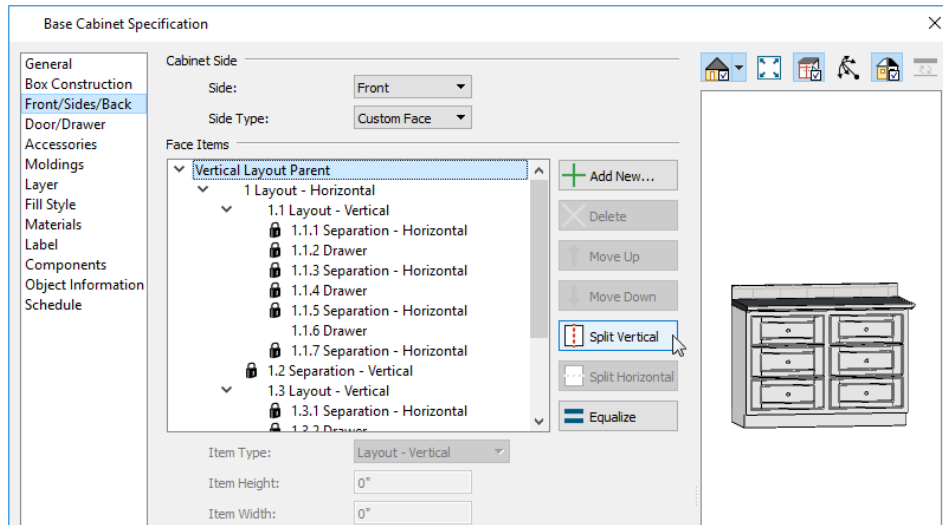 Base Cabinet Specification
General
Box Construction
Front/Sides/Back
Door/Drawer
Accessories
Moldings
Layer
Fill Style
Materials
Label
Components
Object Information
Schedule
Cabinet Side
Side: Front
Side Type: Custom Face
Face Items
Vertical Layout Parent
1 Layout - Horizontal
1.1 Layout - Vertical
1.1.1 Separation - Horizontal
1.1.2 Drawer
1.1.3 Separation - Horizontal
1.1.4 Drawer
1.1.5 Separation - Horizontal
1.1.6 Drawer
1.1.7 Separation - Horizontal
1.2 Separation - Vertical
1.3 Layout - Vertical
1.3.1 Separation - Horizontal
1.3.2 Drawer
Add New...
Delete
Move Up
Move Down
Split Vertical
Split Horizontal
Equalize
Item Type: Layout - Vertical
Item Height: 0"
Item Width: 0"